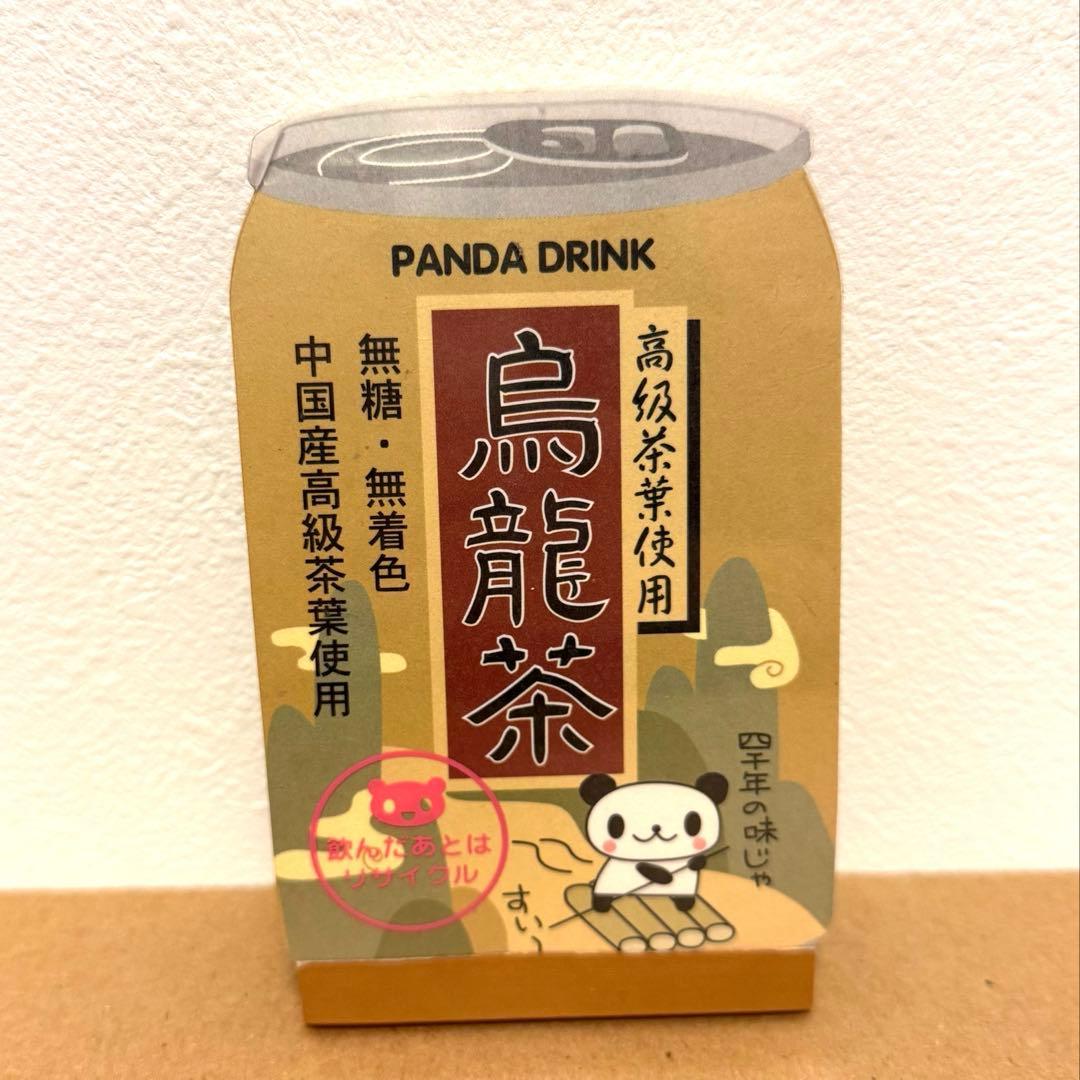 PANDA DRINK
高級茶葉使用
烏龍茶
無糖・無着色
中国産高級茶葉使用
四千年の味じゃ
すいー
飲んだあとは
リサイクル